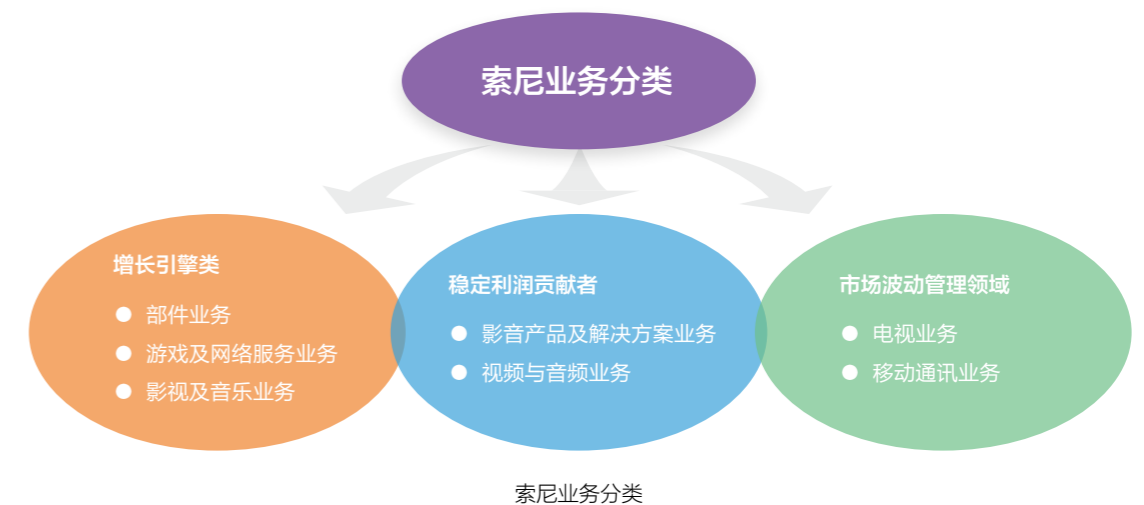 索尼业务分类
增长引擎类
部件业务
游戏及网络服务业务
影视及音乐业务
稳定利润贡献者
影音产品及解决方案业务
视频与音频业务
市场波动管理领域
电视业务
移动通讯业务
索尼业务分类